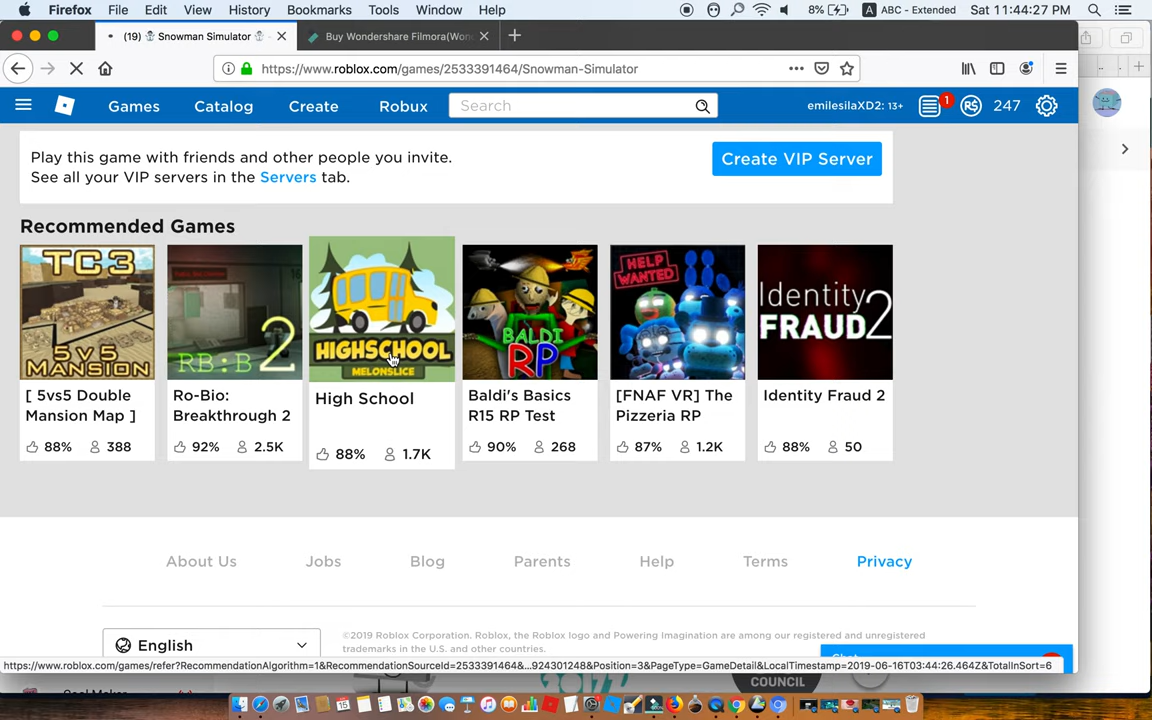 Firefox File Edit View History Bookmarks Tools Window Help 8% A ABC - Extended Sat 11:44:27 PM
(19) Snowman Simulator Buy Wondershare Filmora(Won
https://www.roblox.com/games/2533391464/Snowman-Simulator
Games Catalog Create Robux Search emilesilaXD2: 13+ 1 R$ 247
Play this game with friends and other people you invite.
See all your VIP servers in the Servers tab.
Create VIP Server
Recommended Games
TC3
5 V 5
MANSION
RB:B 2
HIGHSCHOOL
MELONSLICE
BALDI
RP
HELP
WANTED
Identity
FRAUD 2
[ 5vs5 Double
Mansion Map ]
88% 388
Ro-Bio:
Breakthrough 2
92% 2.5K
High School
88% 1.7K
Baldi's Basics
R15 RP Test
90% 268
[FNAF VR] The
Pizzeria RP
87% 1.2K
Identity Fraud 2
88% 50
About Us Jobs Blog Parents Help Terms Privacy
English
©2019 Roblox Corporation. Roblox, the Roblox logo and Powering Imagination are among our registered and unregistered
trademarks in the U.S. and other countries.
Chat
https://www.roblox.com/games/refer?RecommendationAlgorithm=1&RecommendationSourceId=2533391464&...924301248&Position=3&PageType=GameDetail&LocalTimestamp=2019-06-16T03:44:26.464Z&TotalInSort=6
COUNCIL